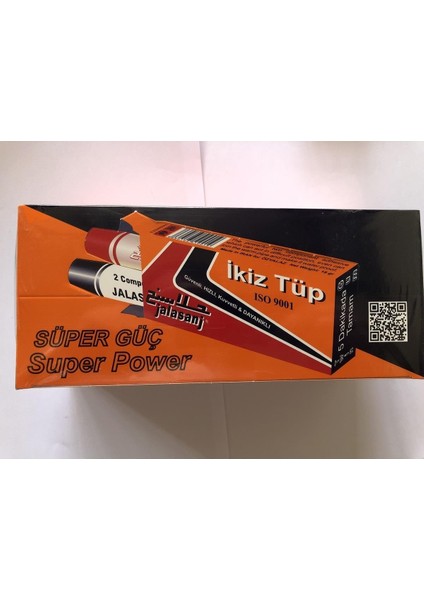 İkiz Tüp
ISO 9001
Güvenli, HIZLI, Kuvvetli & DAYANIKLI
جلاسنج
jalasanj
2 Comp
JALAS
5 Dakikada
Tamam
SÜPER GÜÇ
Super Power